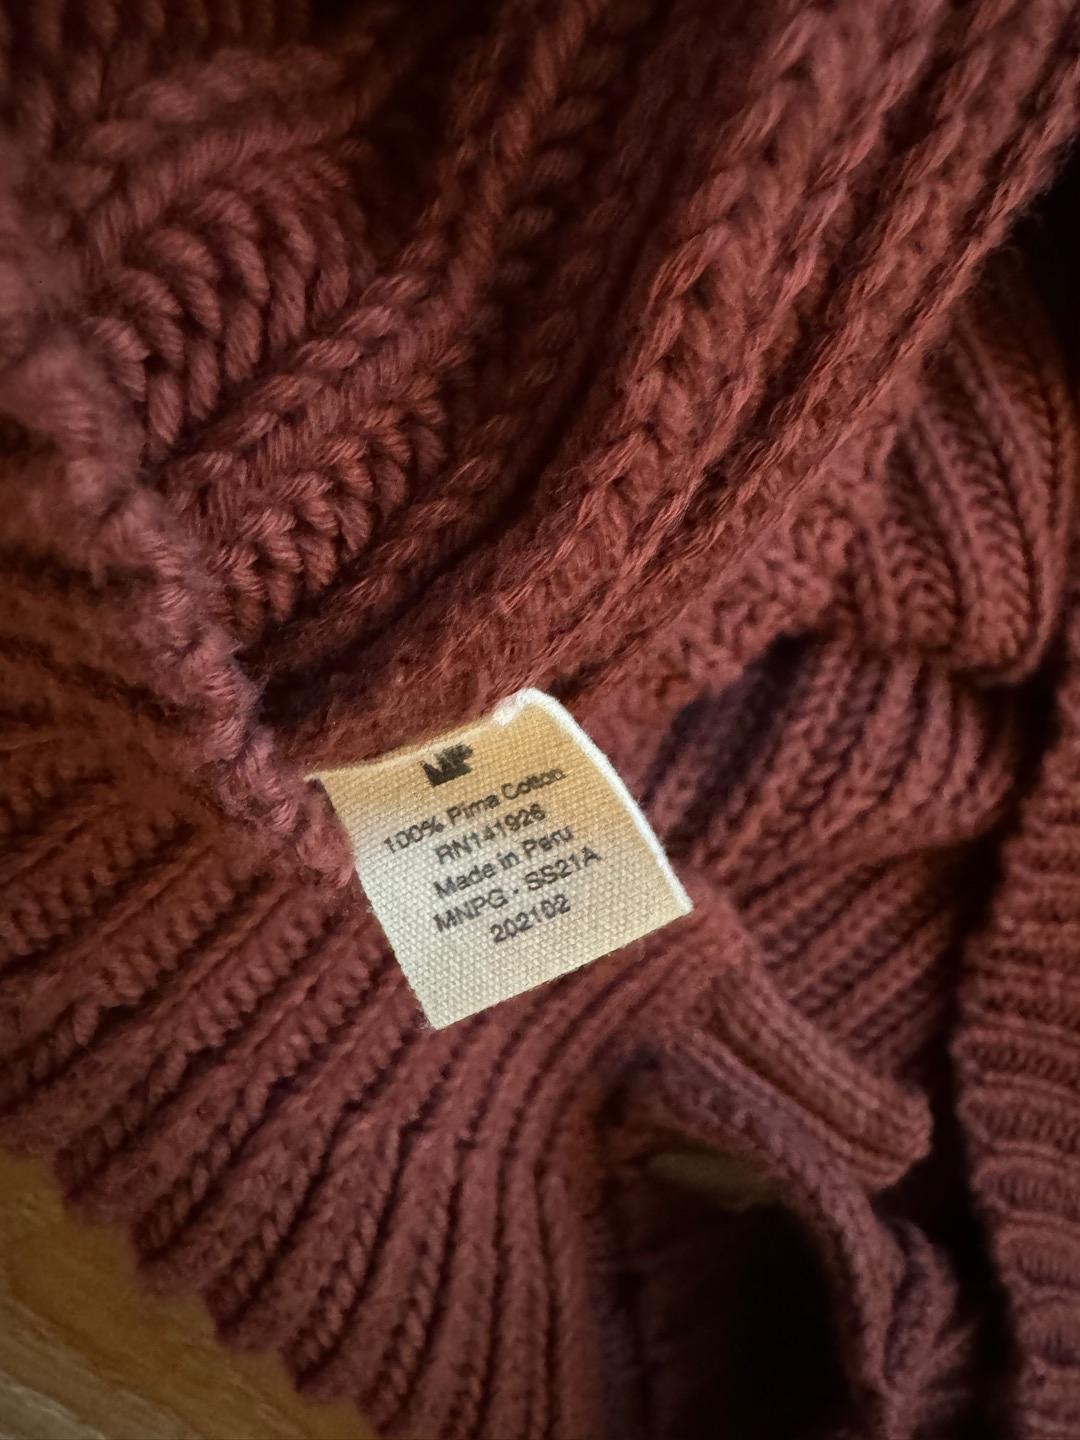 100% Pima Cotton
RN141926
Made in Peru
MNPG - SS21A
202102